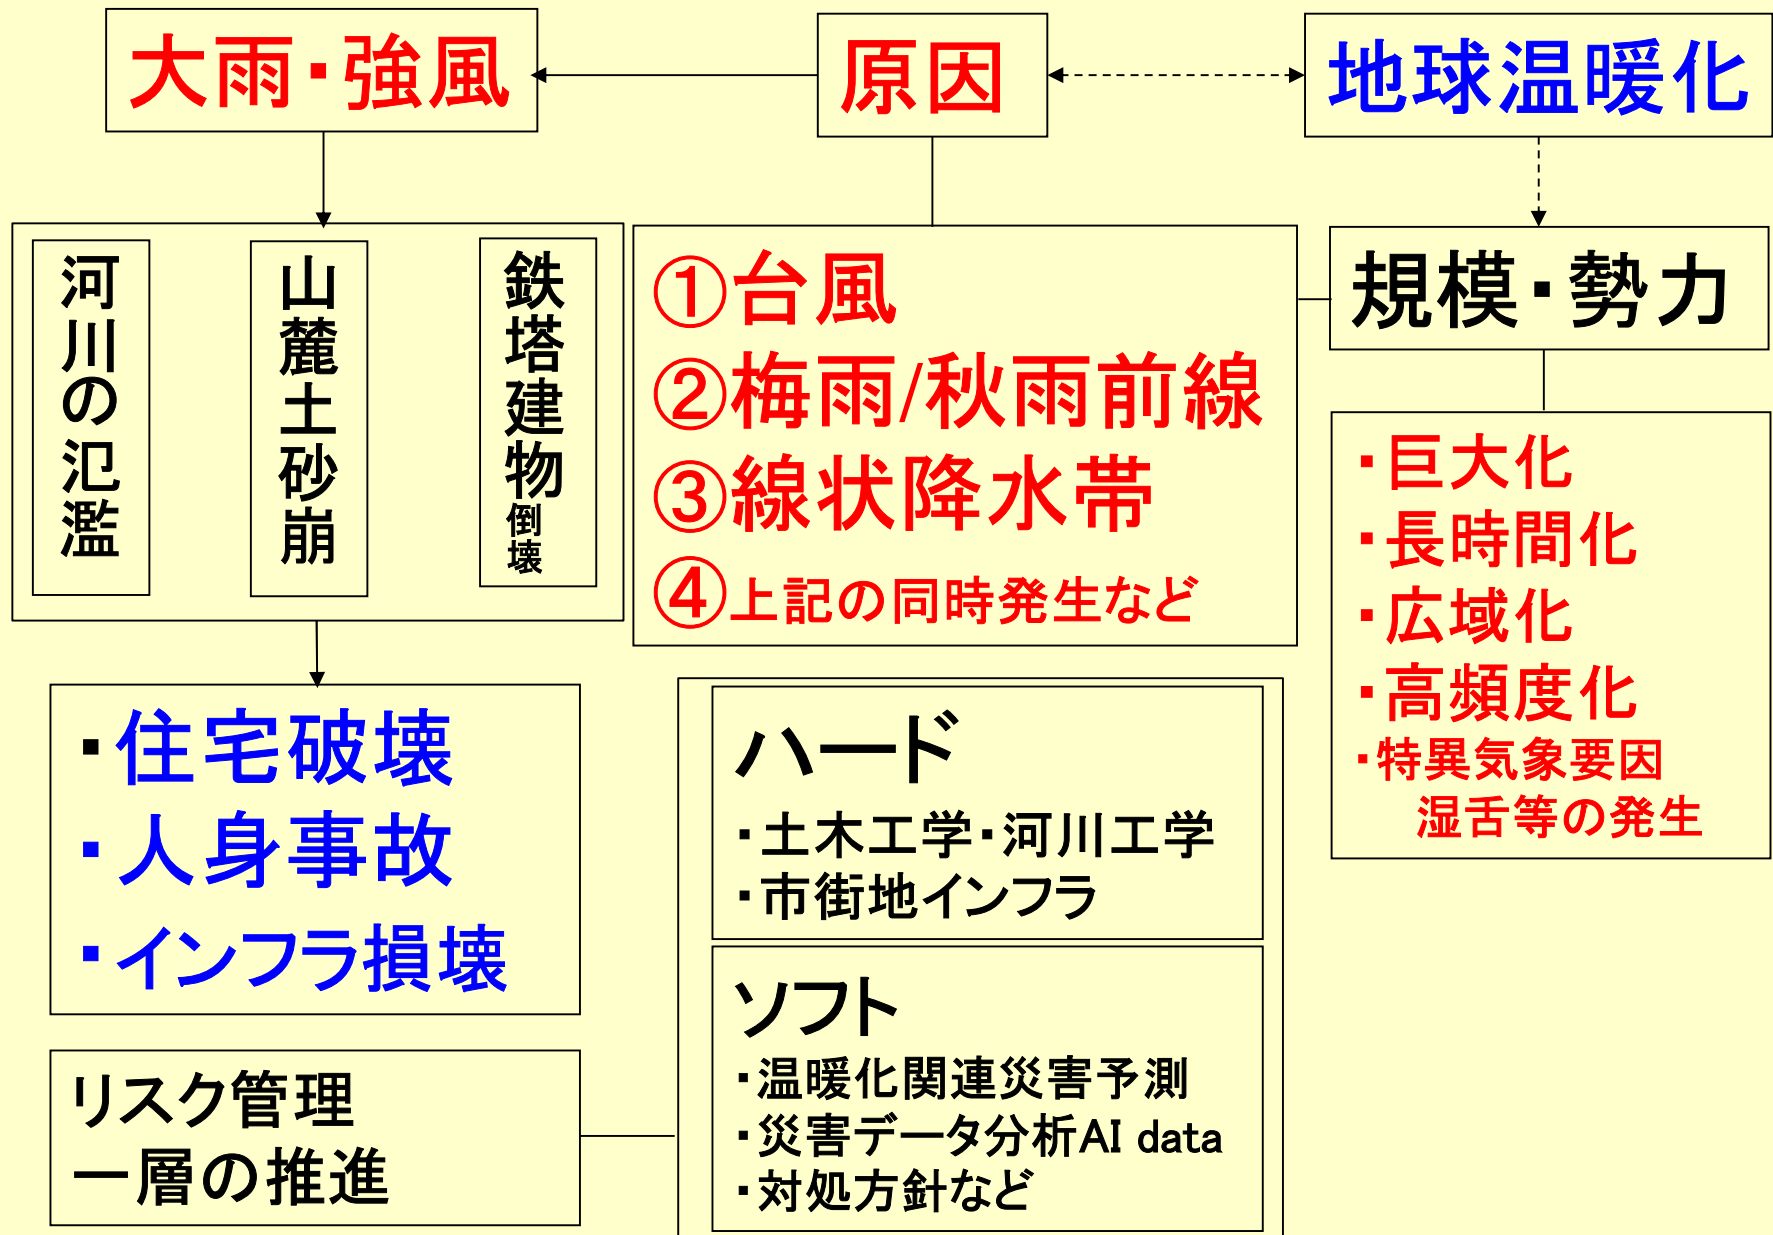 大雨・強風
原因
地球温暖化
河川の氾濫
山麓土砂崩
鉄塔建物倒壊
①台風
②梅雨/秋雨前線
③線状降水帯
④上記の同時発生など
規模・勢力
・巨大化
・長時間化
・広域化
・高頻度化
・特異気象要因
湿舌等の発生
・住宅破壊
・人身事故
・インフラ損壊
ハード
・土木工学・河川工学
・市街地インフラ
ソフト
・温暖化関連災害予測
・災害データ分析AI data
・対処方針など
リスク管理
一層の推進